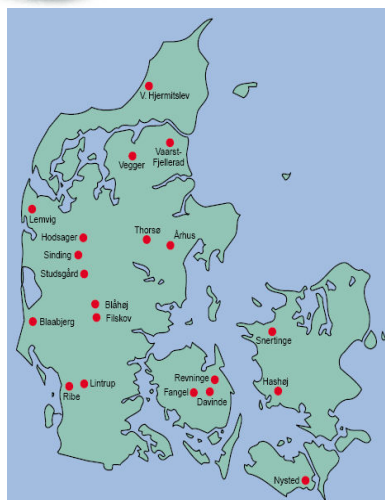 V. Hjermitslev
Vaarst-
Fjellerad
Vegger
Lemvig
Hodsager
Thorsø
Århus
Sinding
Studsgård
Blåhøj
Filskov
Blaabjerg
Snertinge
Revninge
Lintrup
Ribe
Fangel
Davinde
Hashøj
Nysted